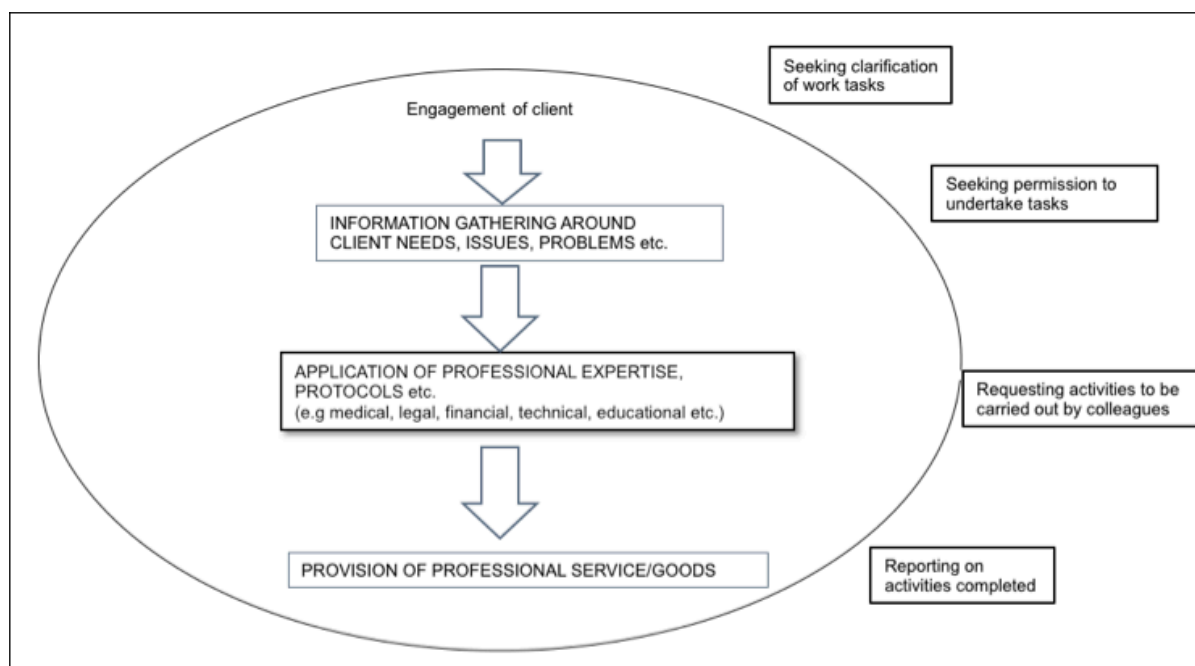 Seeking clarification
of work tasks
Engagement of client
Seeking permission to
undertake tasks
INFORMATION GATHERING AROUND
CLIENT NEEDS, ISSUES, PROBLEMS etc.
APPLICATION OF PROFESSIONAL EXPERTISE,
PROTOCOLS etc.
(e.g medical, legal, financial, technical, educational etc.)
Requesting activities to be
carried out by colleagues
PROVISION OF PROFESSIONAL SERVICE/GOODS
Reporting on
activities completed